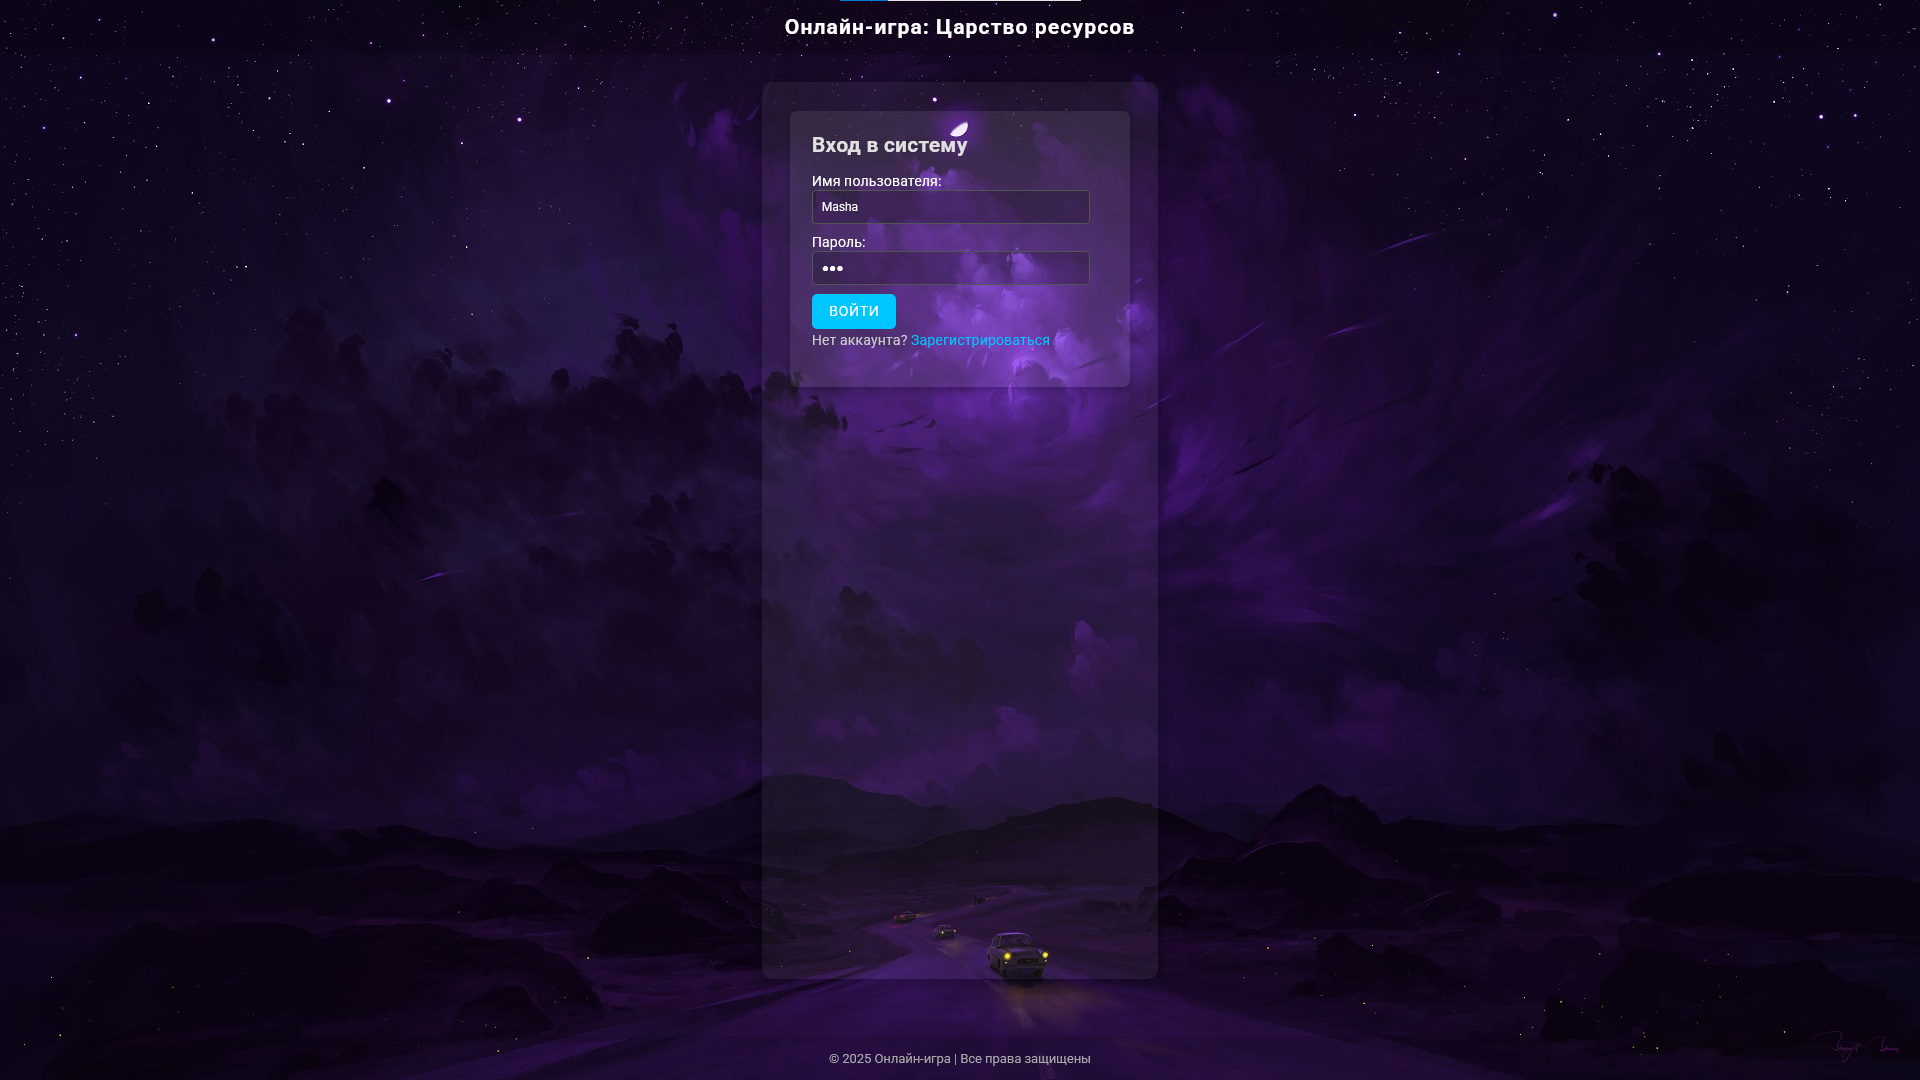 Онлайн-игра: Царство ресурсов
Вход в систему
Имя пользователя:
Masha
Пароль:
ВОЙТИ
Нет аккаунта? Зарегистрироваться
© 2025 Онлайн-игра | Все права защищены